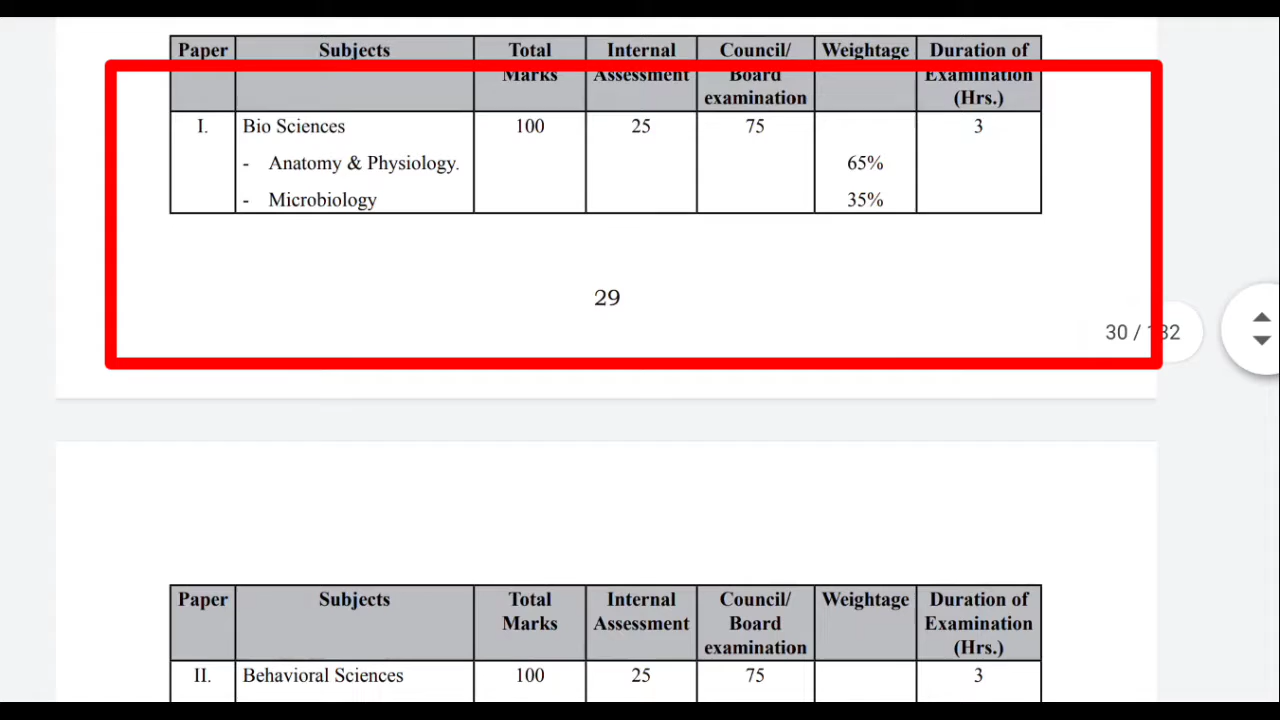 Paper Subjects Total Marks Internal Assessment Council/ Board examination Weightage Duration of Examination (Hrs.)
I. Bio Sciences 100 25 75 3
- Anatomy & Physiology. 65%
- Microbiology 35%
29
30 / 132
Paper Subjects Total Marks Internal Assessment Council/ Board examination Weightage Duration of Examination (Hrs.)
II. Behavioral Sciences 100 25 75 3